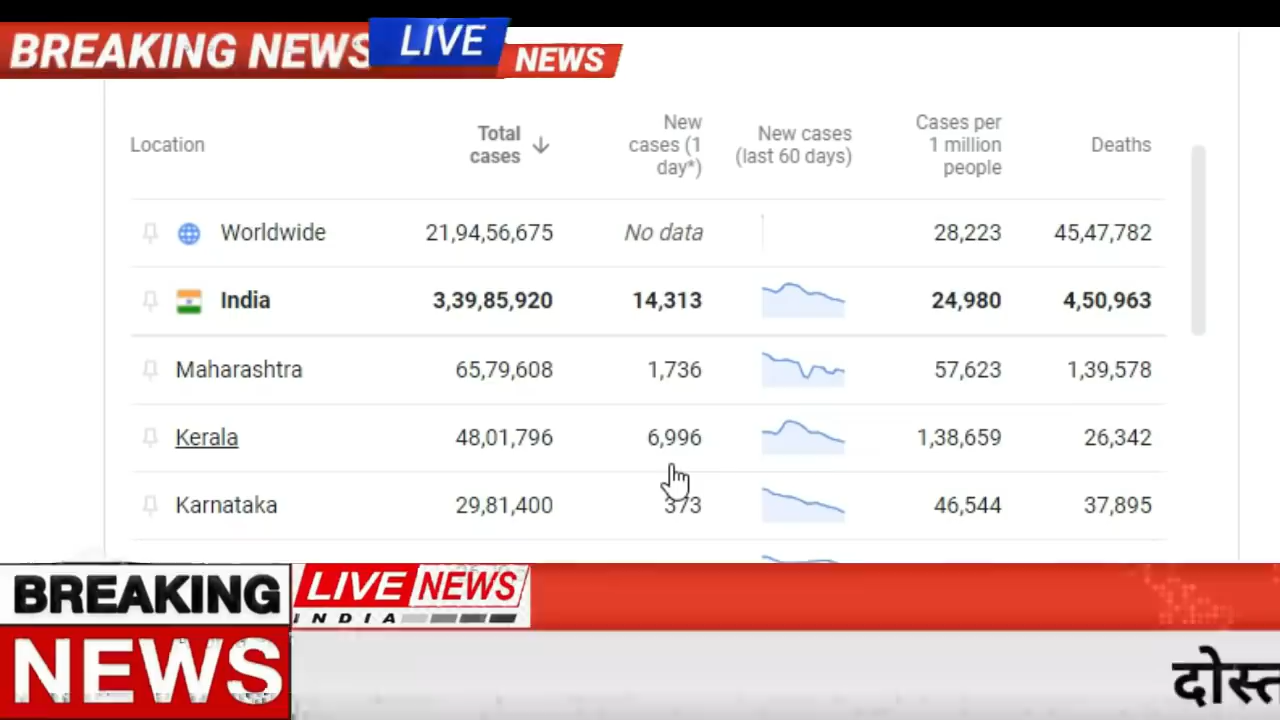 BREAKING NEWS LIVE NEWS
Location Total cases ↓ New cases (1 day*) New cases (last 60 days) Cases per 1 million people Deaths
Worldwide 21,94,56,675 No data 28,223 45,47,782
India 3,39,85,920 14,313 24,980 4,50,963
Maharashtra 65,79,608 1,736 57,623 1,39,578
Kerala 48,01,796 6,996 1,38,659 26,342
Karnataka 29,81,400 373 46,544 37,895
BREAKING NEWS
LIVE NEWS
INDIA